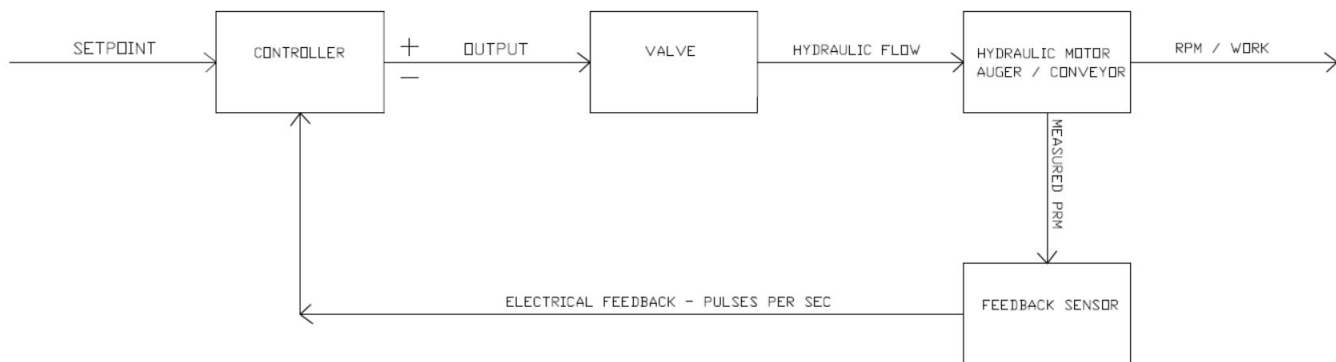 SETPOINT
CONTROLLER
+
−
OUTPUT
VALVE
HYDRAULIC FLOW
HYDRAULIC MOTOR
AUGER / CONVEYOR
RPM / WORK
MEASURED PRM
FEEDBACK SENSOR
ELECTRICAL FEEDBACK - PULSES PER SEC